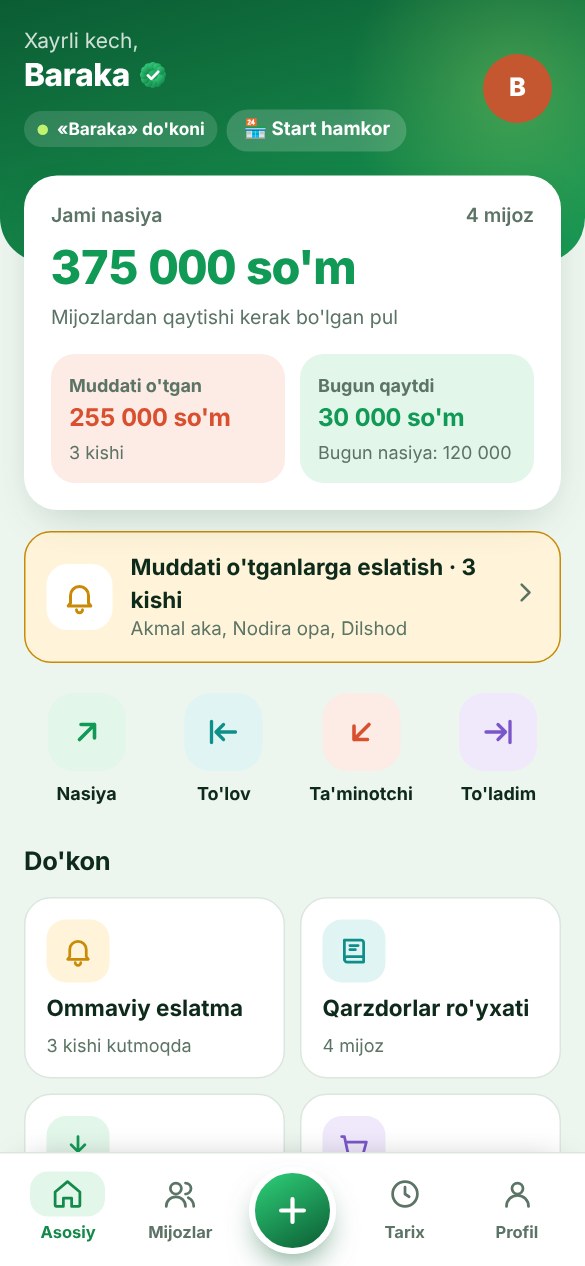 Xayrli kech,
Baraka
B
«Baraka» do'koni
Start hamkor
Jami nasiya
4 mijoz
375 000 so'm
Mijozlardan qaytishi kerak bo'lgan pul
Muddati o'tgan
255 000 so'm
3 kishi
Bugun qaytdi
30 000 so'm
Bugun nasiya: 120 000
Muddati o'tganlarga eslatish · 3
kishi
Akmal aka, Nodira opa, Dilshod
Nasiya
To'lov
Ta'minotchi
To'ladim
Do'kon
Ommaviy eslatma
3 kishi kutmoqda
Qarzdorlar ro'yxati
4 mijoz
Asosiy
Mijozlar
Tarix
Profil